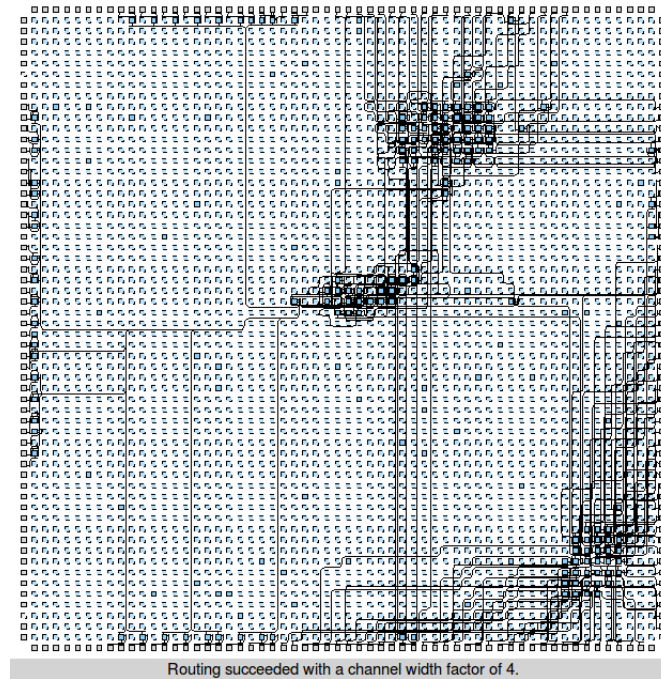 Routing succeeded with a channel width factor of 4.